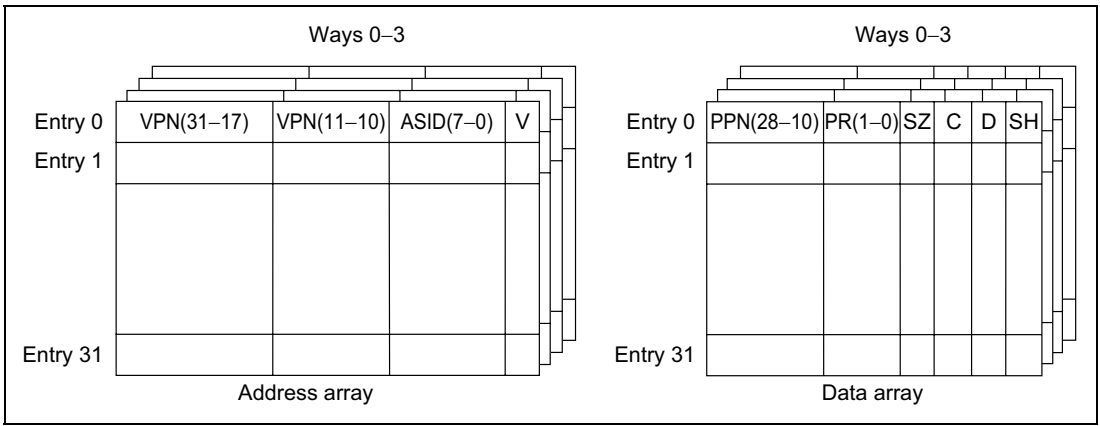 Ways 0–3 Ways 0–3
Entry 0 VPN(31–17) VPN(11–10) ASID(7–0) V Entry 0 PPN(28–10) PR(1–0) SZ C D SH
Entry 1 Entry 1
Entry 31 Entry 31
Address array Data array